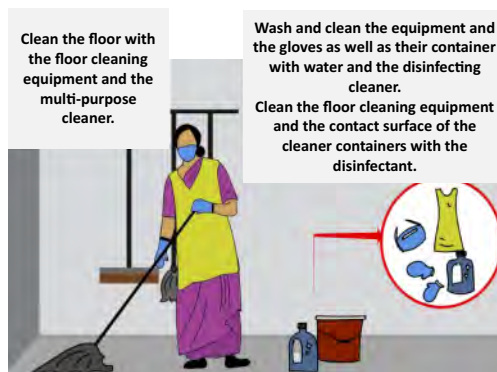 Clean the floor with
the floor cleaning
equipment and the
multi-purpose
cleaner.
Wash and clean the equipment and
the gloves as well as their container
with water and the disinfecting
cleaner.
Clean the floor cleaning equipment
and the contact surface of the
cleaner containers with the
disinfectant.